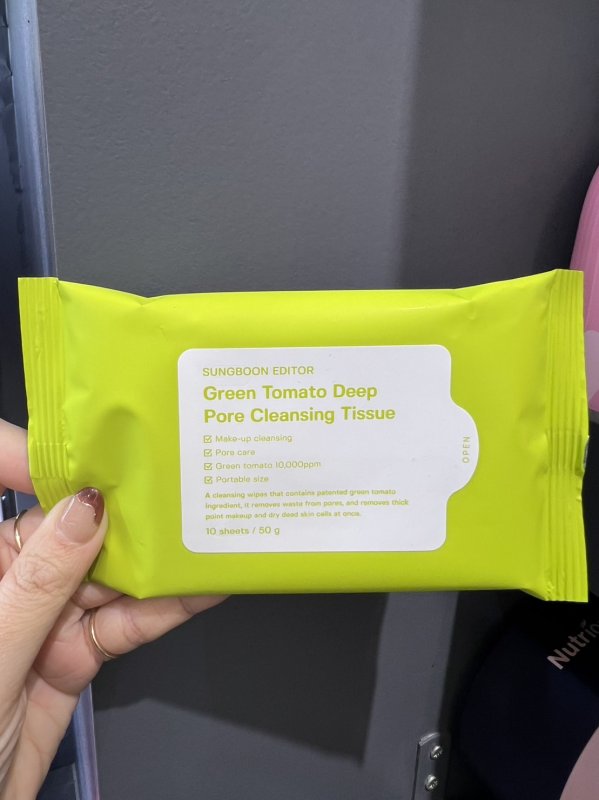 SUNGBOON EDITOR
Green Tomato Deep
Pore Cleansing Tissue
Make-up cleansing
Pore care
Green tomato 10,000ppm
Portable size
A cleansing wipes that contains patented green tomato
ingredient, it removes waste from pores, and removes thick
point makeup and dry dead skin cells at once.
10 sheets / 50 g
OPEN